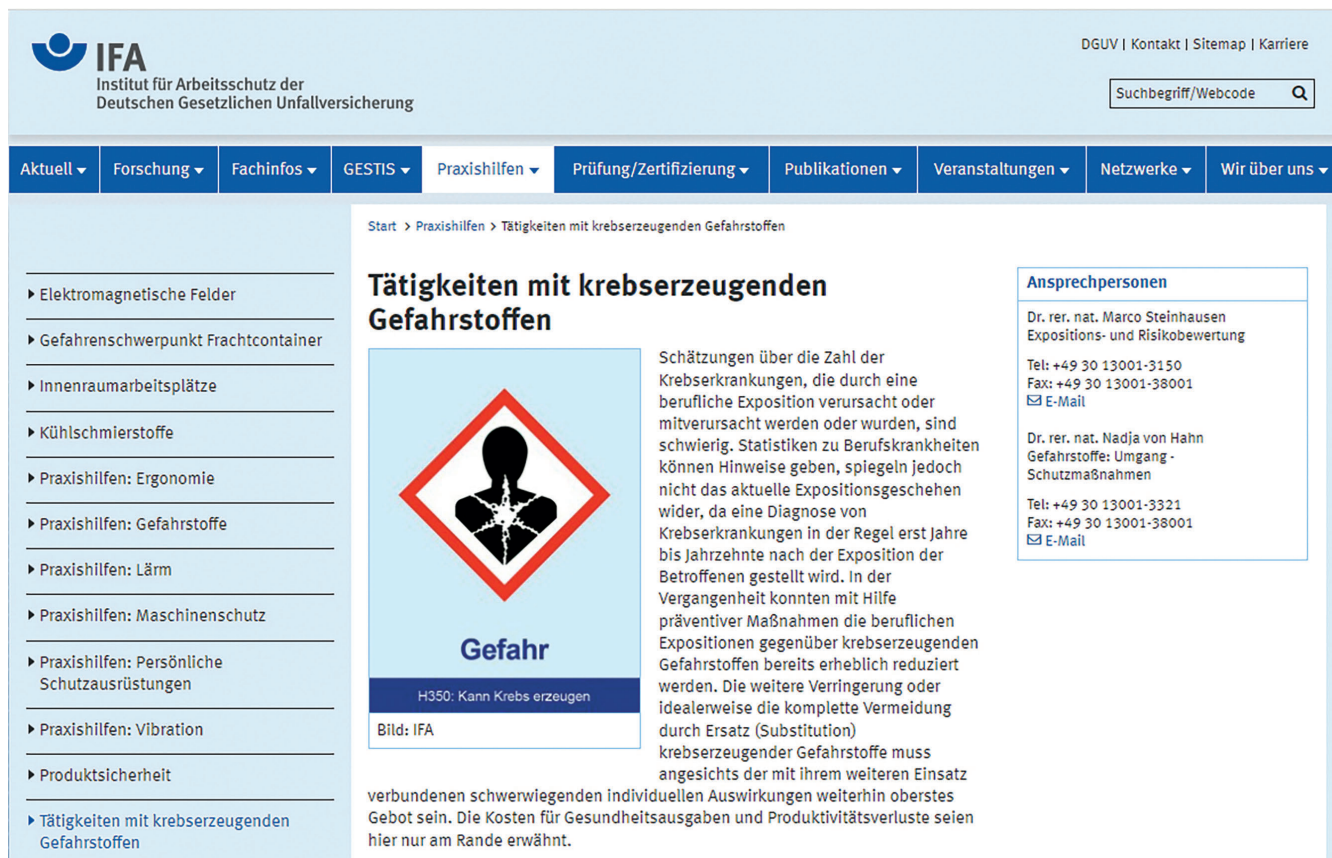 IFA
Institut für Arbeitsschutz der
Deutschen Gesetzlichen Unfallversicherung
DGUV | Kontakt | Sitemap | Karriere
Suchbegriff/Webcode
Aktuell Forschung Fachinfos GESTIS Praxishilfen Prüfung/Zertifizierung Publikationen Veranstaltungen Netzwerke Wir über uns
Elektromagnetische Felder
Gefahrenschwerpunkt Frachtcontainer
Innenraumarbeitsplätze
Kühlschmierstoffe
Praxishilfen: Ergonomie
Praxishilfen: Gefahrstoffe
Praxishilfen: Lärm
Praxishilfen: Maschinenschutz
Praxishilfen: Persönliche
Schutzausrüstungen
Praxishilfen: Vibration
Produktsicherheit
Tätigkeiten mit krebserzeugenden
Gefahrstoffen
Start > Praxishilfen > Tätigkeiten mit krebserzeugenden Gefahrstoffen
Tätigkeiten mit krebserzeugenden
Gefahrstoffen
Gefahr
H350: Kann Krebs erzeugen
Bild: IFA
Schätzungen über die Zahl der
Krebserkrankungen, die durch eine
berufliche Exposition verursacht oder
mitverursacht werden oder wurden, sind
schwierig. Statistiken zu Berufskrankheiten
können Hinweise geben, spiegeln jedoch
nicht das aktuelle Expositionsgeschehen
wider, da eine Diagnose von
Krebserkrankungen in der Regel erst Jahre
bis Jahrzehnte nach der Exposition der
Betroffenen gestellt wird. In der
Vergangenheit konnten mit Hilfe
präventiver Maßnahmen die beruflichen
Expositionen gegenüber krebserzeugenden
Gefahrstoffen bereits erheblich reduziert
werden. Die weitere Verringerung oder
idealerweise die komplette Vermeidung
durch Ersatz (Substitution)
krebserzeugender Gefahrstoffe muss
angesichts der mit ihrem weiteren Einsatz
verbundenen schwerwiegenden individuellen Auswirkungen weiterhin oberstes
Gebot sein. Die Kosten für Gesundheitsausgaben und Produktivitätsverluste seien
hier nur am Rande erwähnt.
Ansprechpersonen
Dr. rer. nat. Marco Steinhausen
Expositions- und Risikobewertung
Tel: +49 30 13001-3150
Fax: +49 30 13001-38001
E-Mail
Dr. rer. nat. Nadja von Hahn
Gefahrstoffe: Umgang -
Schutzmaßnahmen
Tel: +49 30 13001-3321
Fax: +49 30 13001-38001
E-Mail